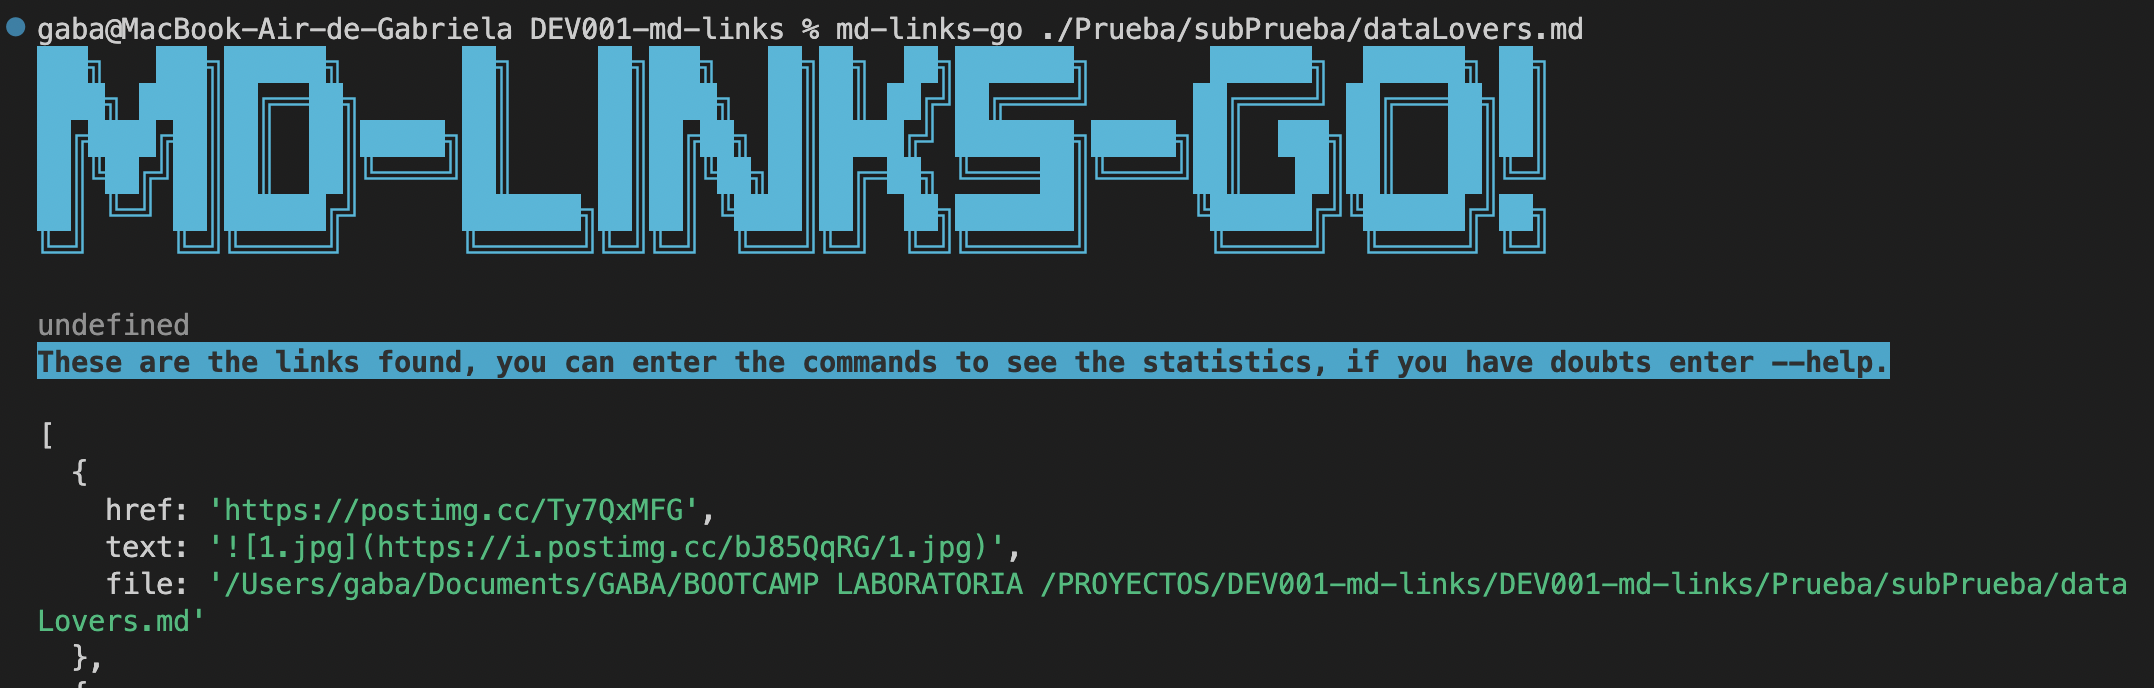 gaba@MacBook-Air-de-Gabriela DEV001-md-links % md-links-go ./Prueba/subPrueba/dataLovers.md
MD-LINKS-GO!
undefined
These are the links found, you can enter the commands to see the statistics, if you have doubts enter --help.
[
  {
    href: 'https://postimg.cc/Ty7QxMFG',
    text: '![1.jpg](https://i.postimg.cc/bJ85QqRG/1.jpg)',
    file: '/Users/gaba/Documents/GABA/BOOTCAMP LABORATORIA /PROYECTOS/DEV001-md-links/DEV001-md-links/Prueba/subPrueba/data
Lovers.md'
  },
  {